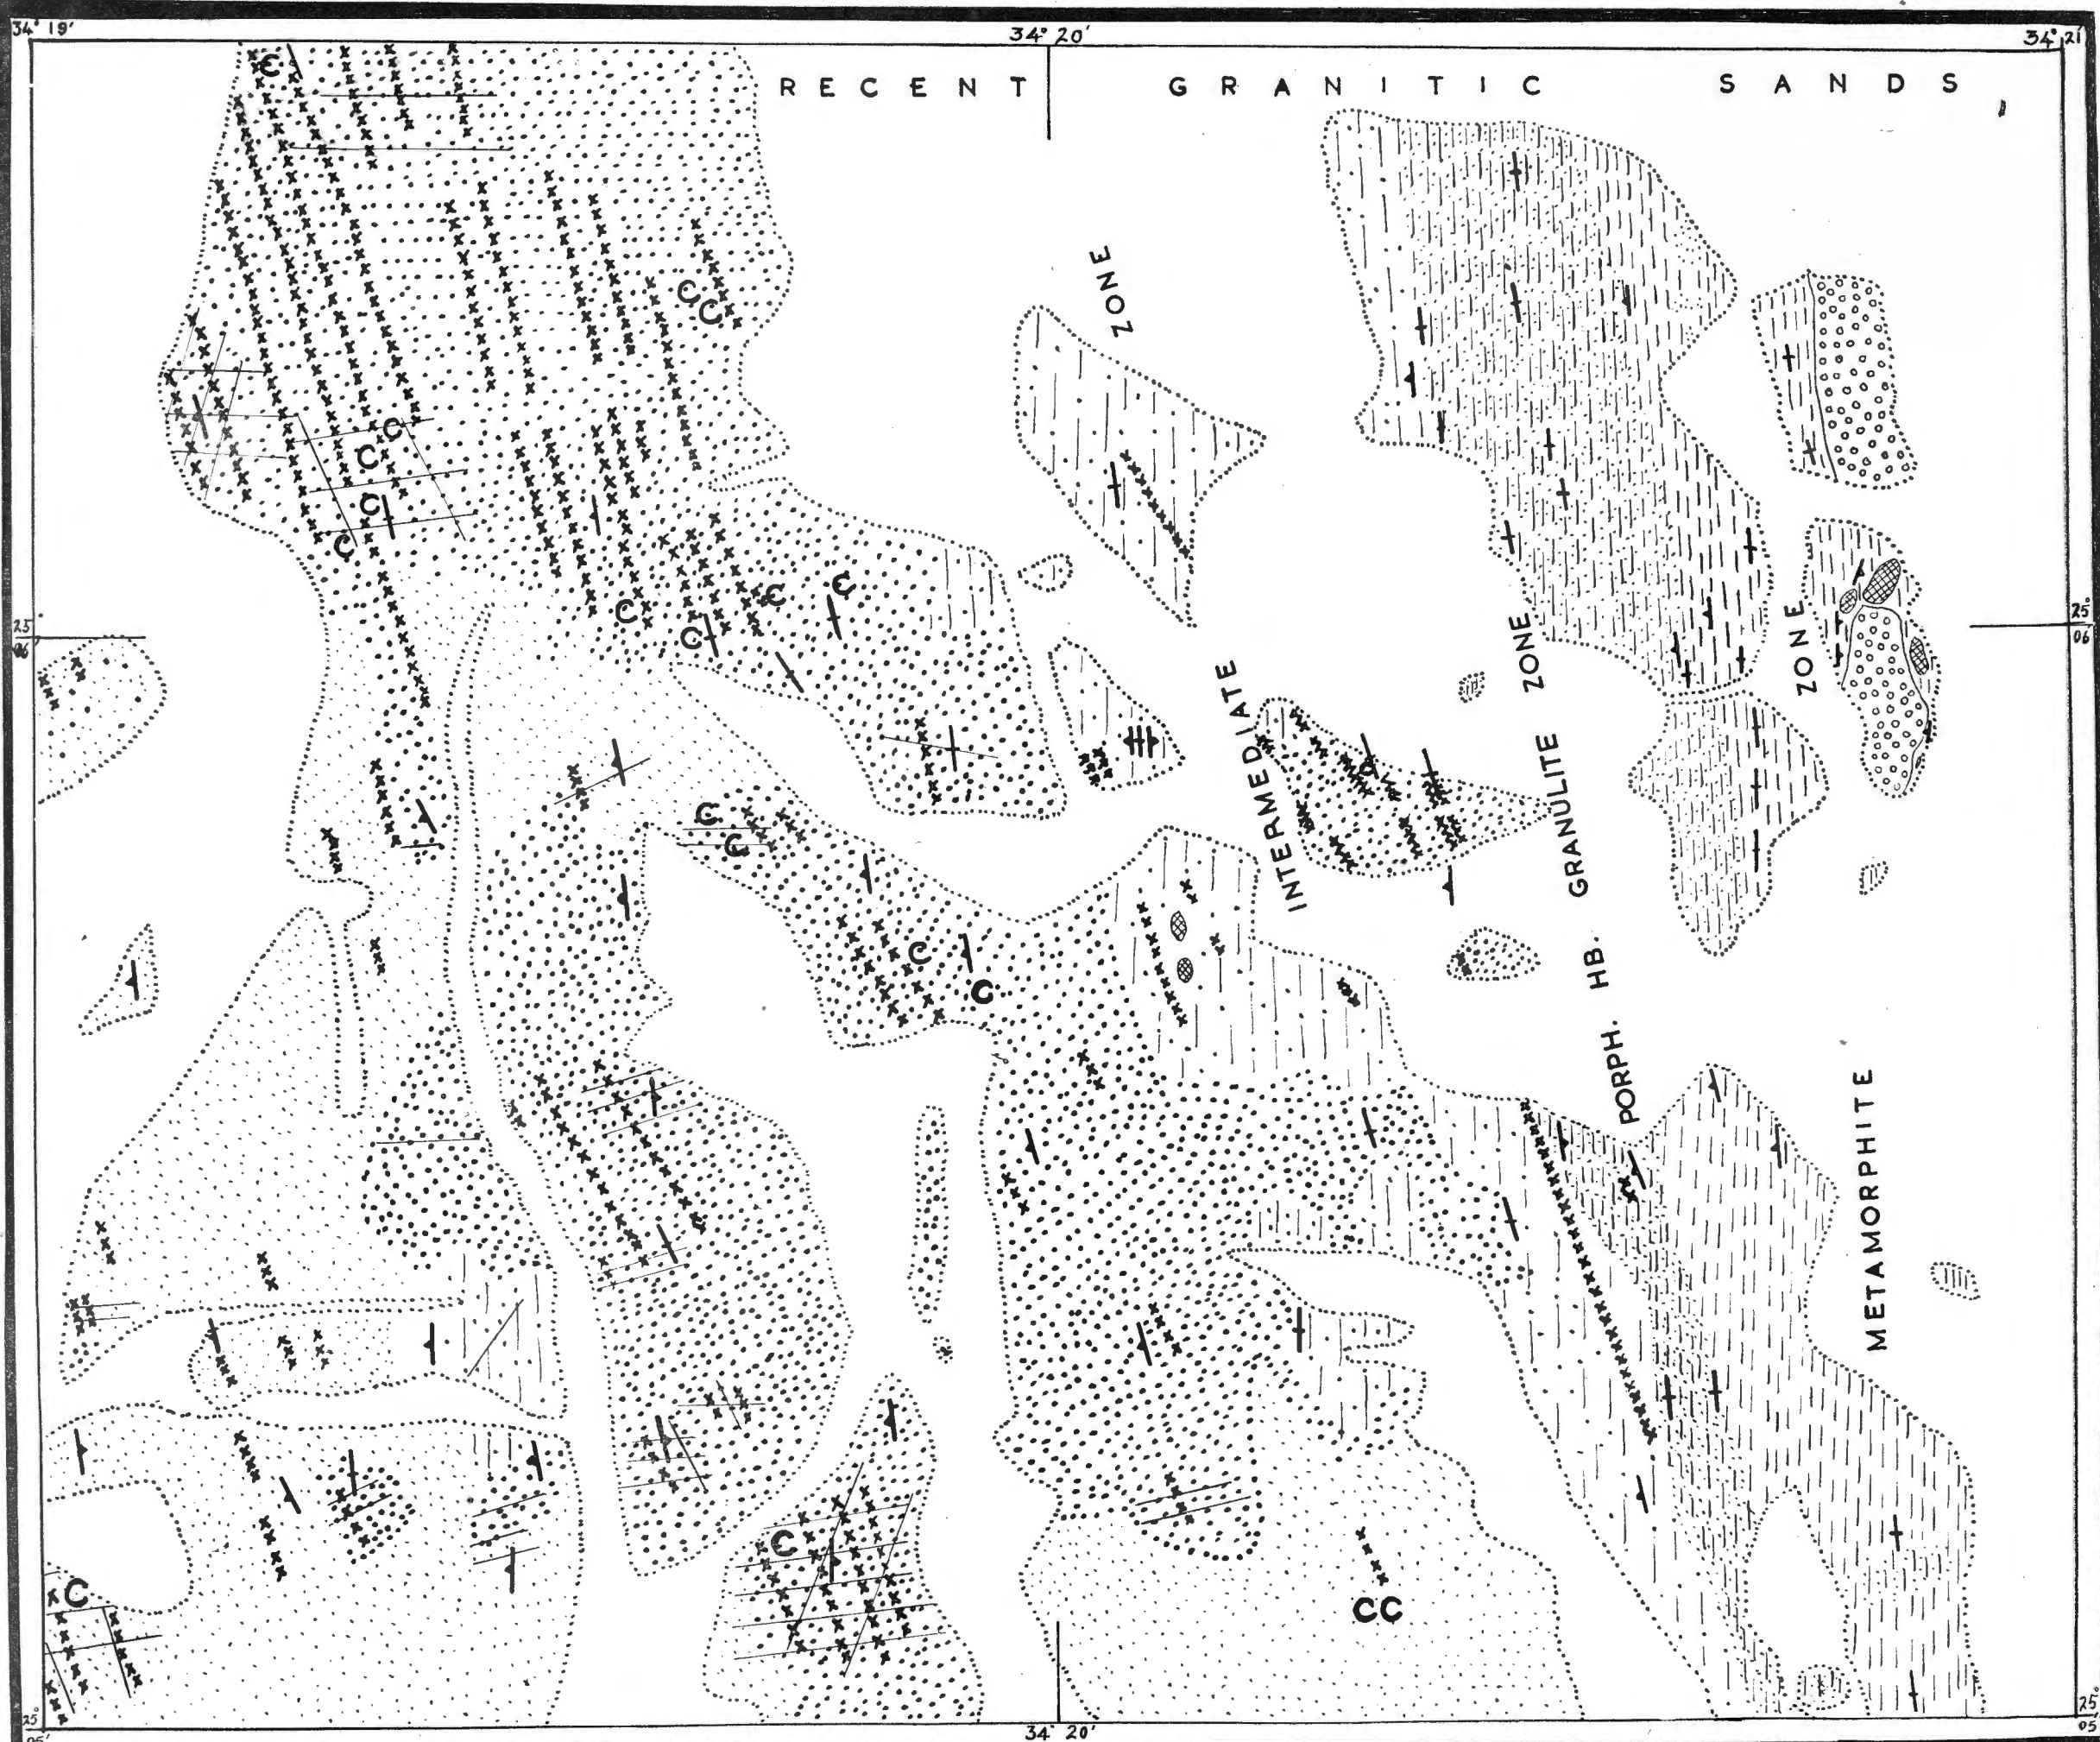 34° 19'
34° 20'
34° 21'
RECENT GRANITIC SANDS
C
C C
ZONE
C
C
C
C
C
C
C
C
25° 06'
25° 06'
INTERMEDIATE
ZONE
ZONE
C
C
PORPH. HB. GRANULITE
C
C
METAMORPHITE
C
C
CC
25° 05'
34° 20'
25° 05'